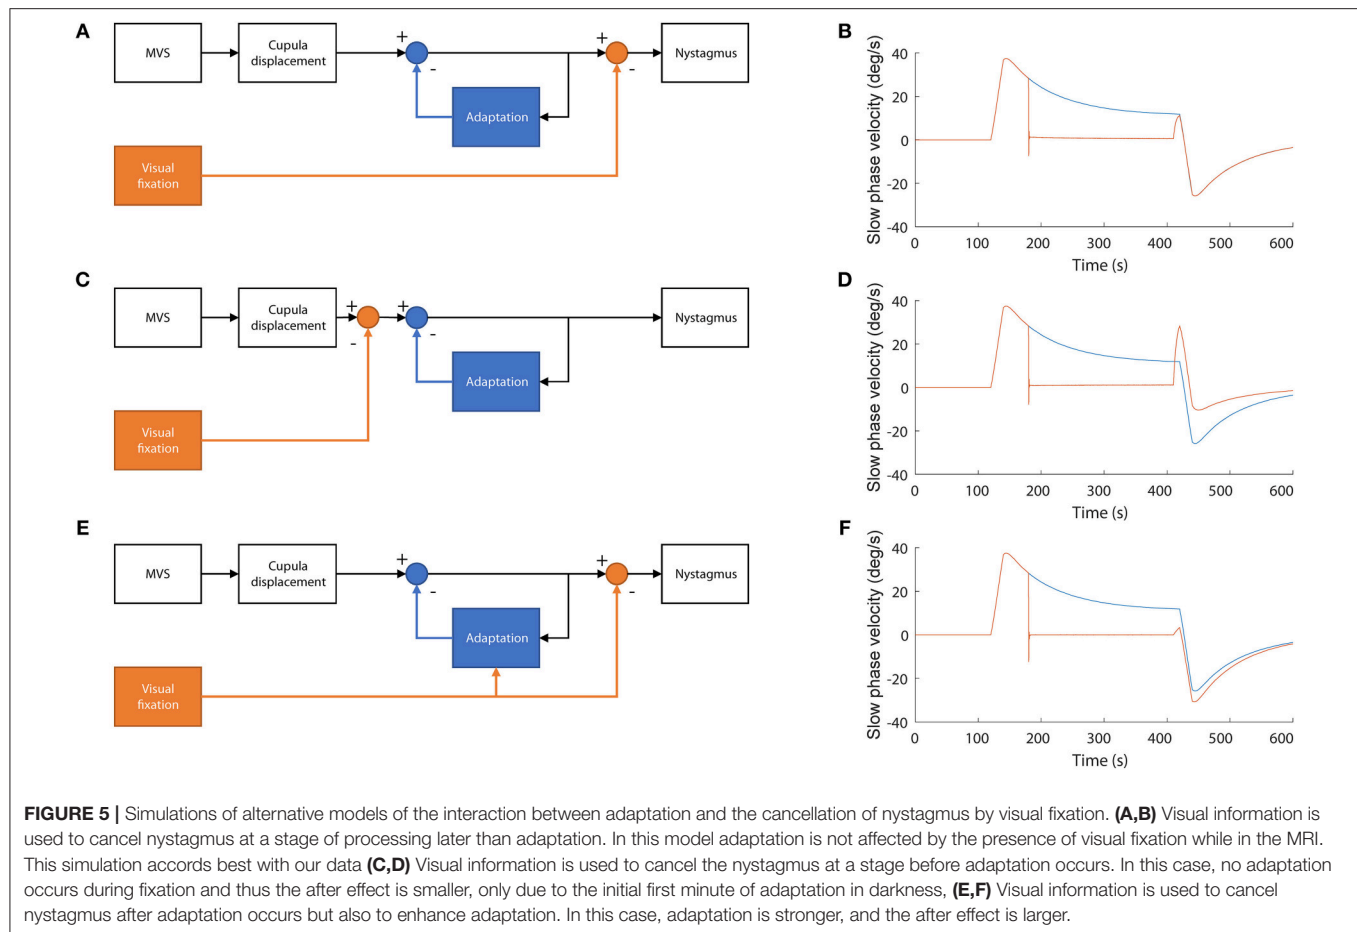 A
MVS
Cupula
displacement
+
-
+
-
Nystagmus
Adaptation
Visual
fixation
B
Slow phase velocity (deg/s)
40
20
0
-20
-40
0
100
200
300
400
500
600
Time (s)
C
MVS
Cupula
displacement
+
-
+
-
Nystagmus
Adaptation
Visual
fixation
D
Slow phase velocity (deg/s)
40
20
0
-20
-40
0
100
200
300
400
500
600
Time (s)
E
MVS
Cupula
displacement
+
-
+
-
Nystagmus
Adaptation
Visual
fixation
F
Slow phase velocity (deg/s)
40
20
0
-20
-40
0
100
200
300
400
500
600
Time (s)
FIGURE 5 | Simulations of alternative models of the interaction between adaptation and the cancellation of nystagmus by visual fixation. (A,B) Visual information is
used to cancel nystagmus at a stage of processing later than adaptation. In this model adaptation is not affected by the presence of visual fixation while in the MRI.
This simulation accords best with our data (C,D) Visual information is used to cancel the nystagmus at a stage before adaptation occurs. In this case, no adaptation
occurs during fixation and thus the after effect is smaller, only due to the initial first minute of adaptation in darkness, (E,F) Visual information is used to cancel
nystagmus after adaptation occurs but also to enhance adaptation. In this case, adaptation is stronger, and the after effect is larger.